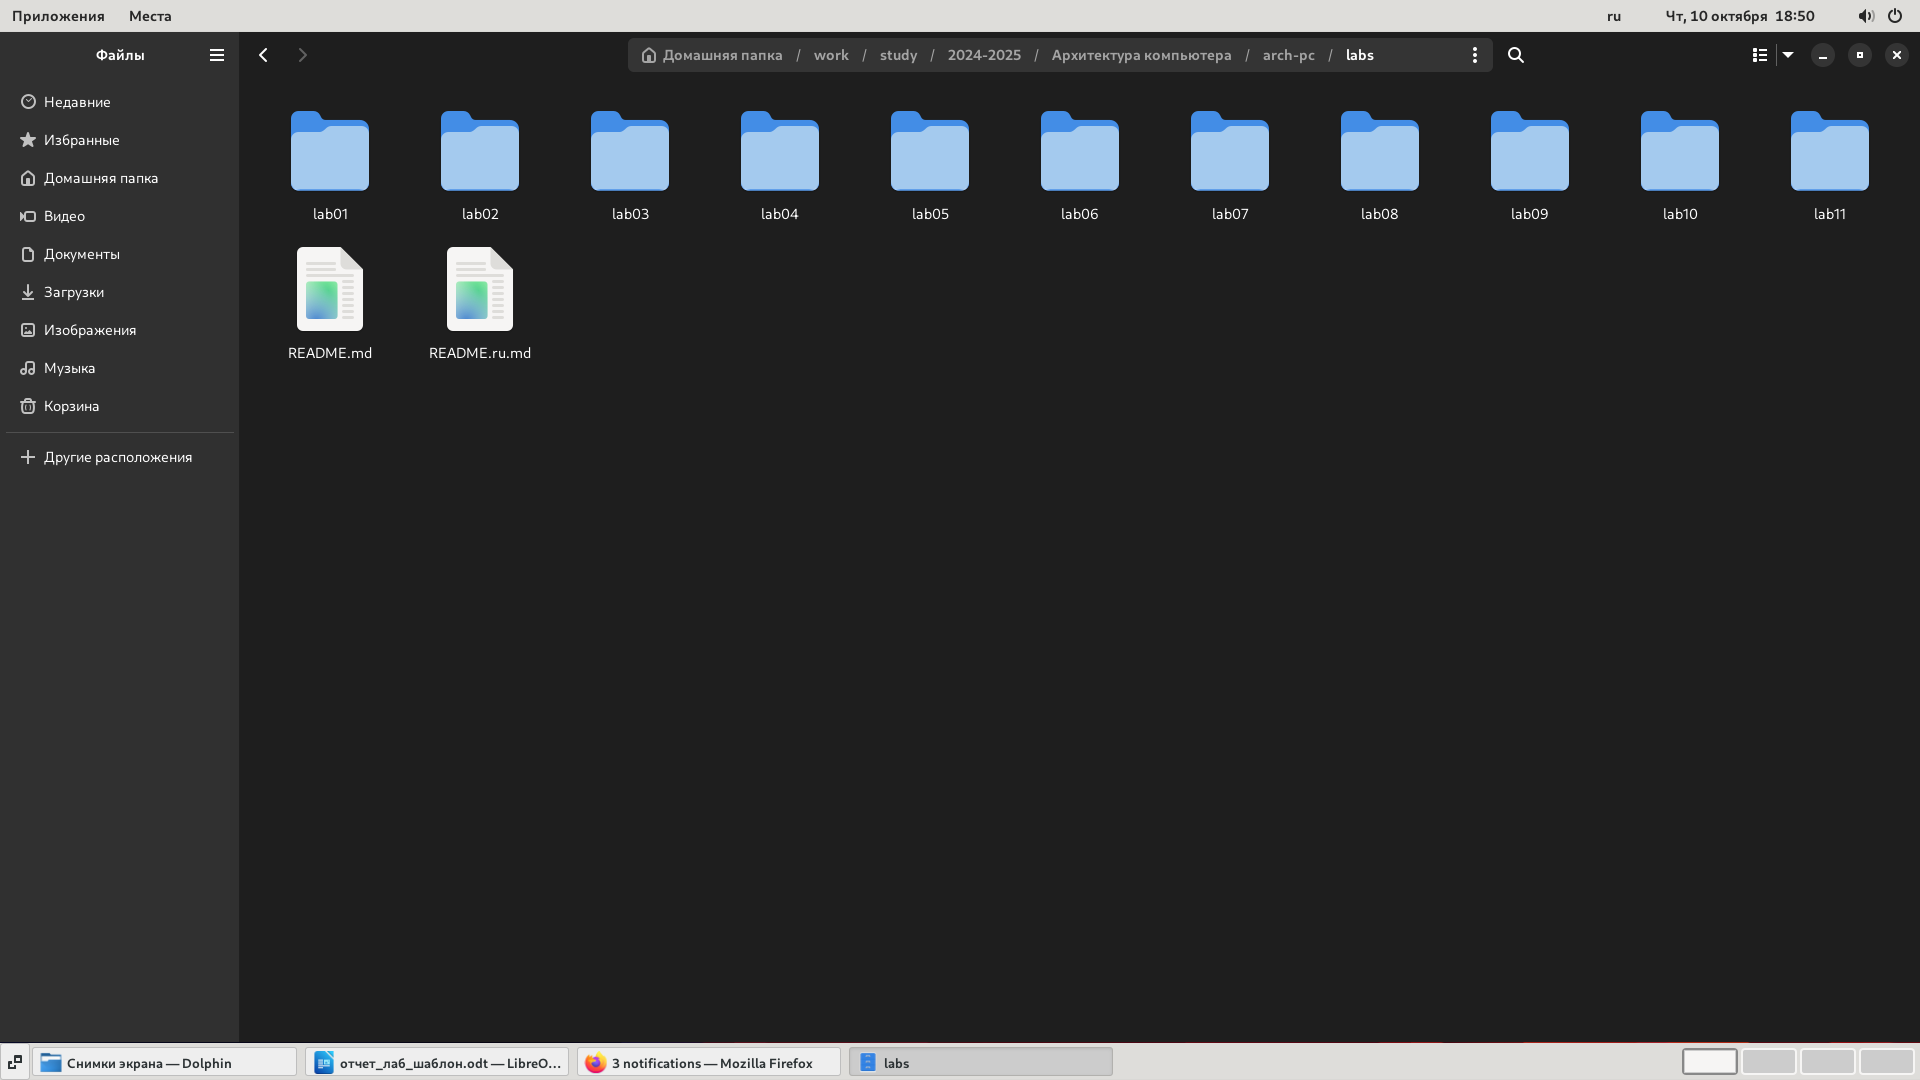 Приложения Места ru Чт, 10 октября 18:50
Файлы Домашняя папка / work / study / 2024-2025 / Архитектура компьютера / arch-pc / labs
Недавние
Избранные
Домашняя папка
Видео
Документы
Загрузки
Изображения
Музыка
Корзина
Другие расположения
lab01 lab02 lab03 lab04 lab05 lab06 lab07 lab08 lab09 lab10 lab11
README.md README.ru.md
Снимки экрана — Dolphin отчет_лаб_шаблон.odt — LibreO... 3 notifications — Mozilla Firefox labs